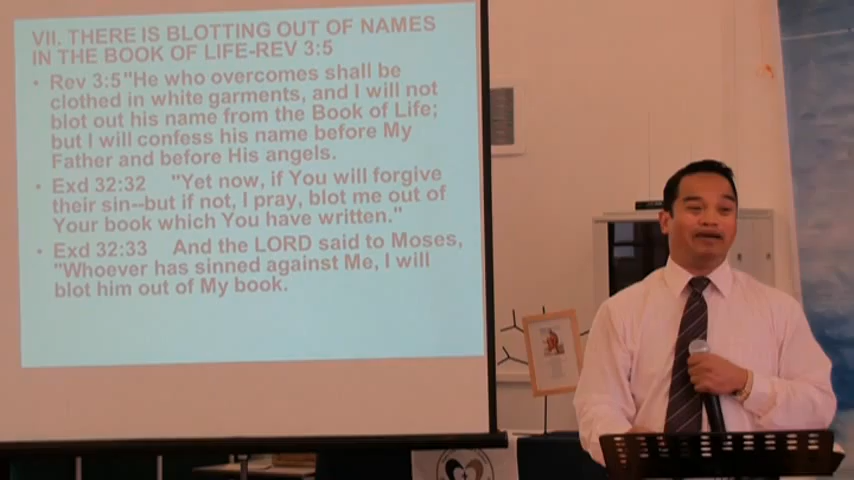 VII. THERE IS BLOTTING OUT OF NAMES
IN THE BOOK OF LIFE-REV 3:5
• Rev 3:5"He who overcomes shall be
clothed in white garments, and I will not
blot out his name from the Book of Life;
but I will confess his name before My
Father and before His angels.
• Exd 32:32 "Yet now, if You will forgive
their sin--but if not, I pray, blot me out of
Your book which You have written."
• Exd 32:33 And the LORD said to Moses,
"Whoever has sinned against Me, I will
blot him out of My book.